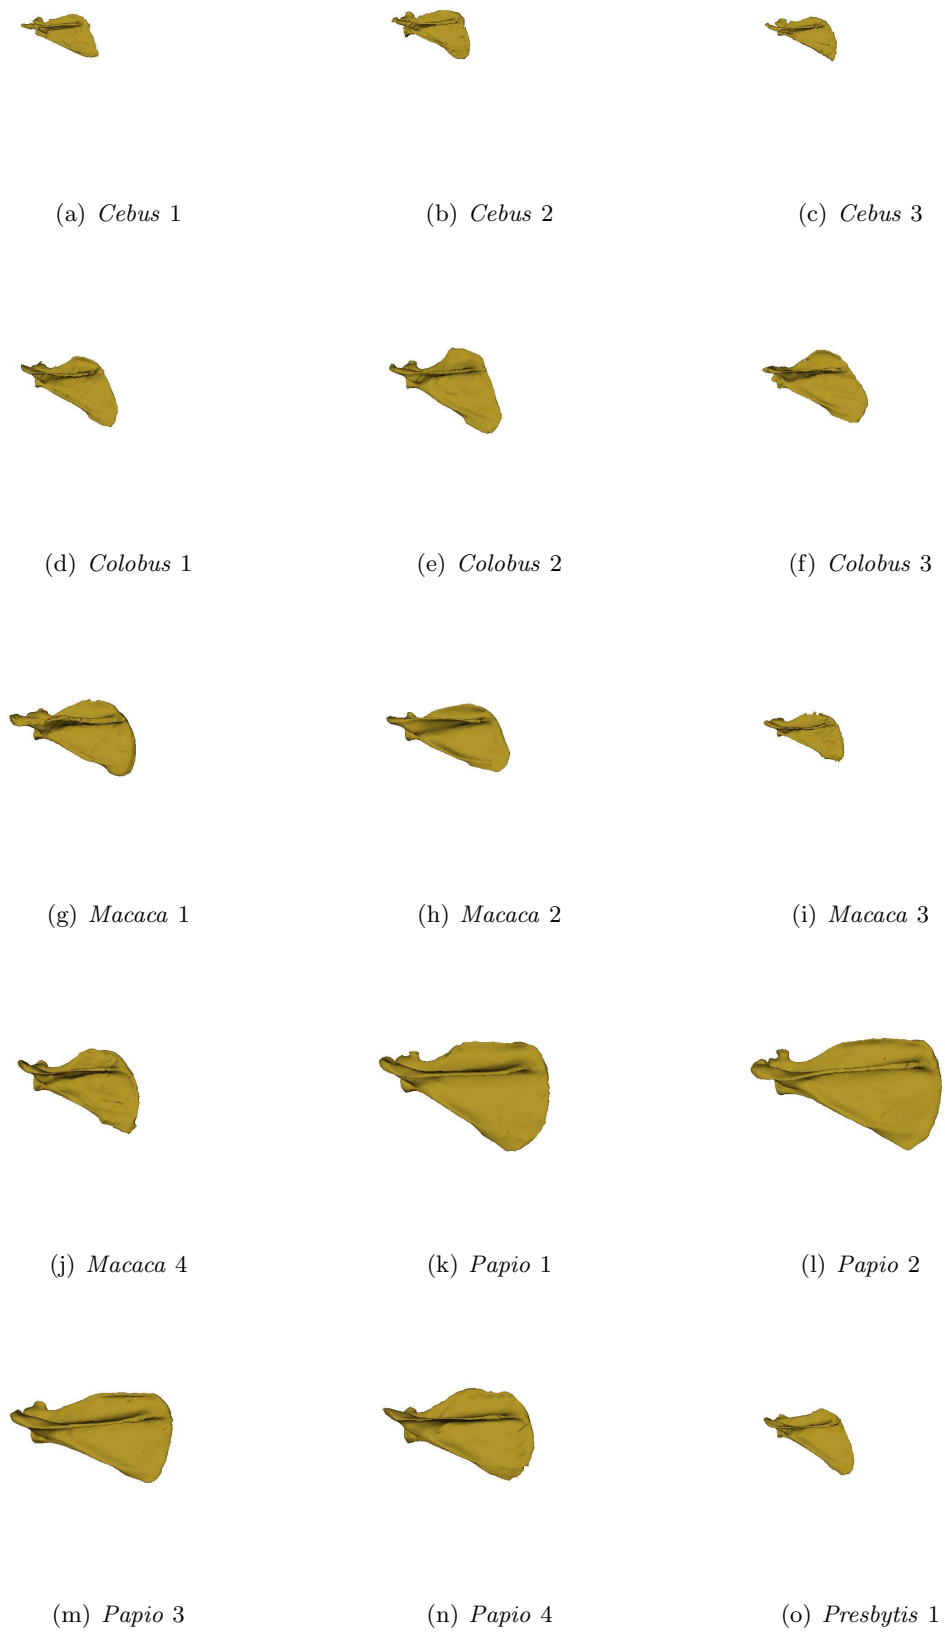 (a) Cebus 1
(b) Cebus 2
(c) Cebus 3
(d) Colobus 1
(e) Colobus 2
(f) Colobus 3
(g) Macaca 1
(h) Macaca 2
(i) Macaca 3
(j) Macaca 4
(k) Papio 1
(l) Papio 2
(m) Papio 3
(n) Papio 4
(o) Presbytis 1